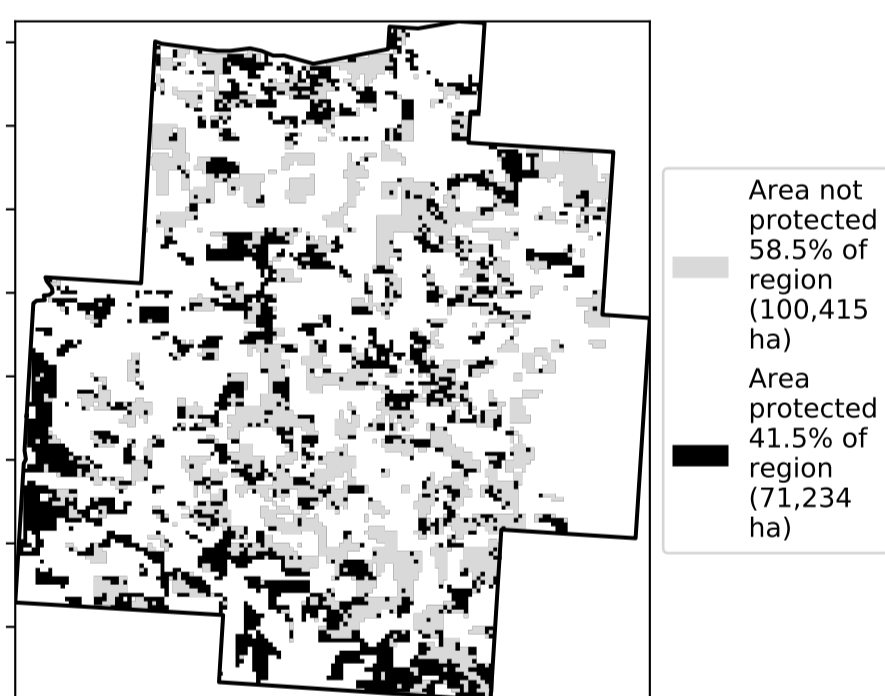 Area not
protected
58.5% of
region
(100,415
ha)
Area
protected
41.5% of
region
(71,234
ha)